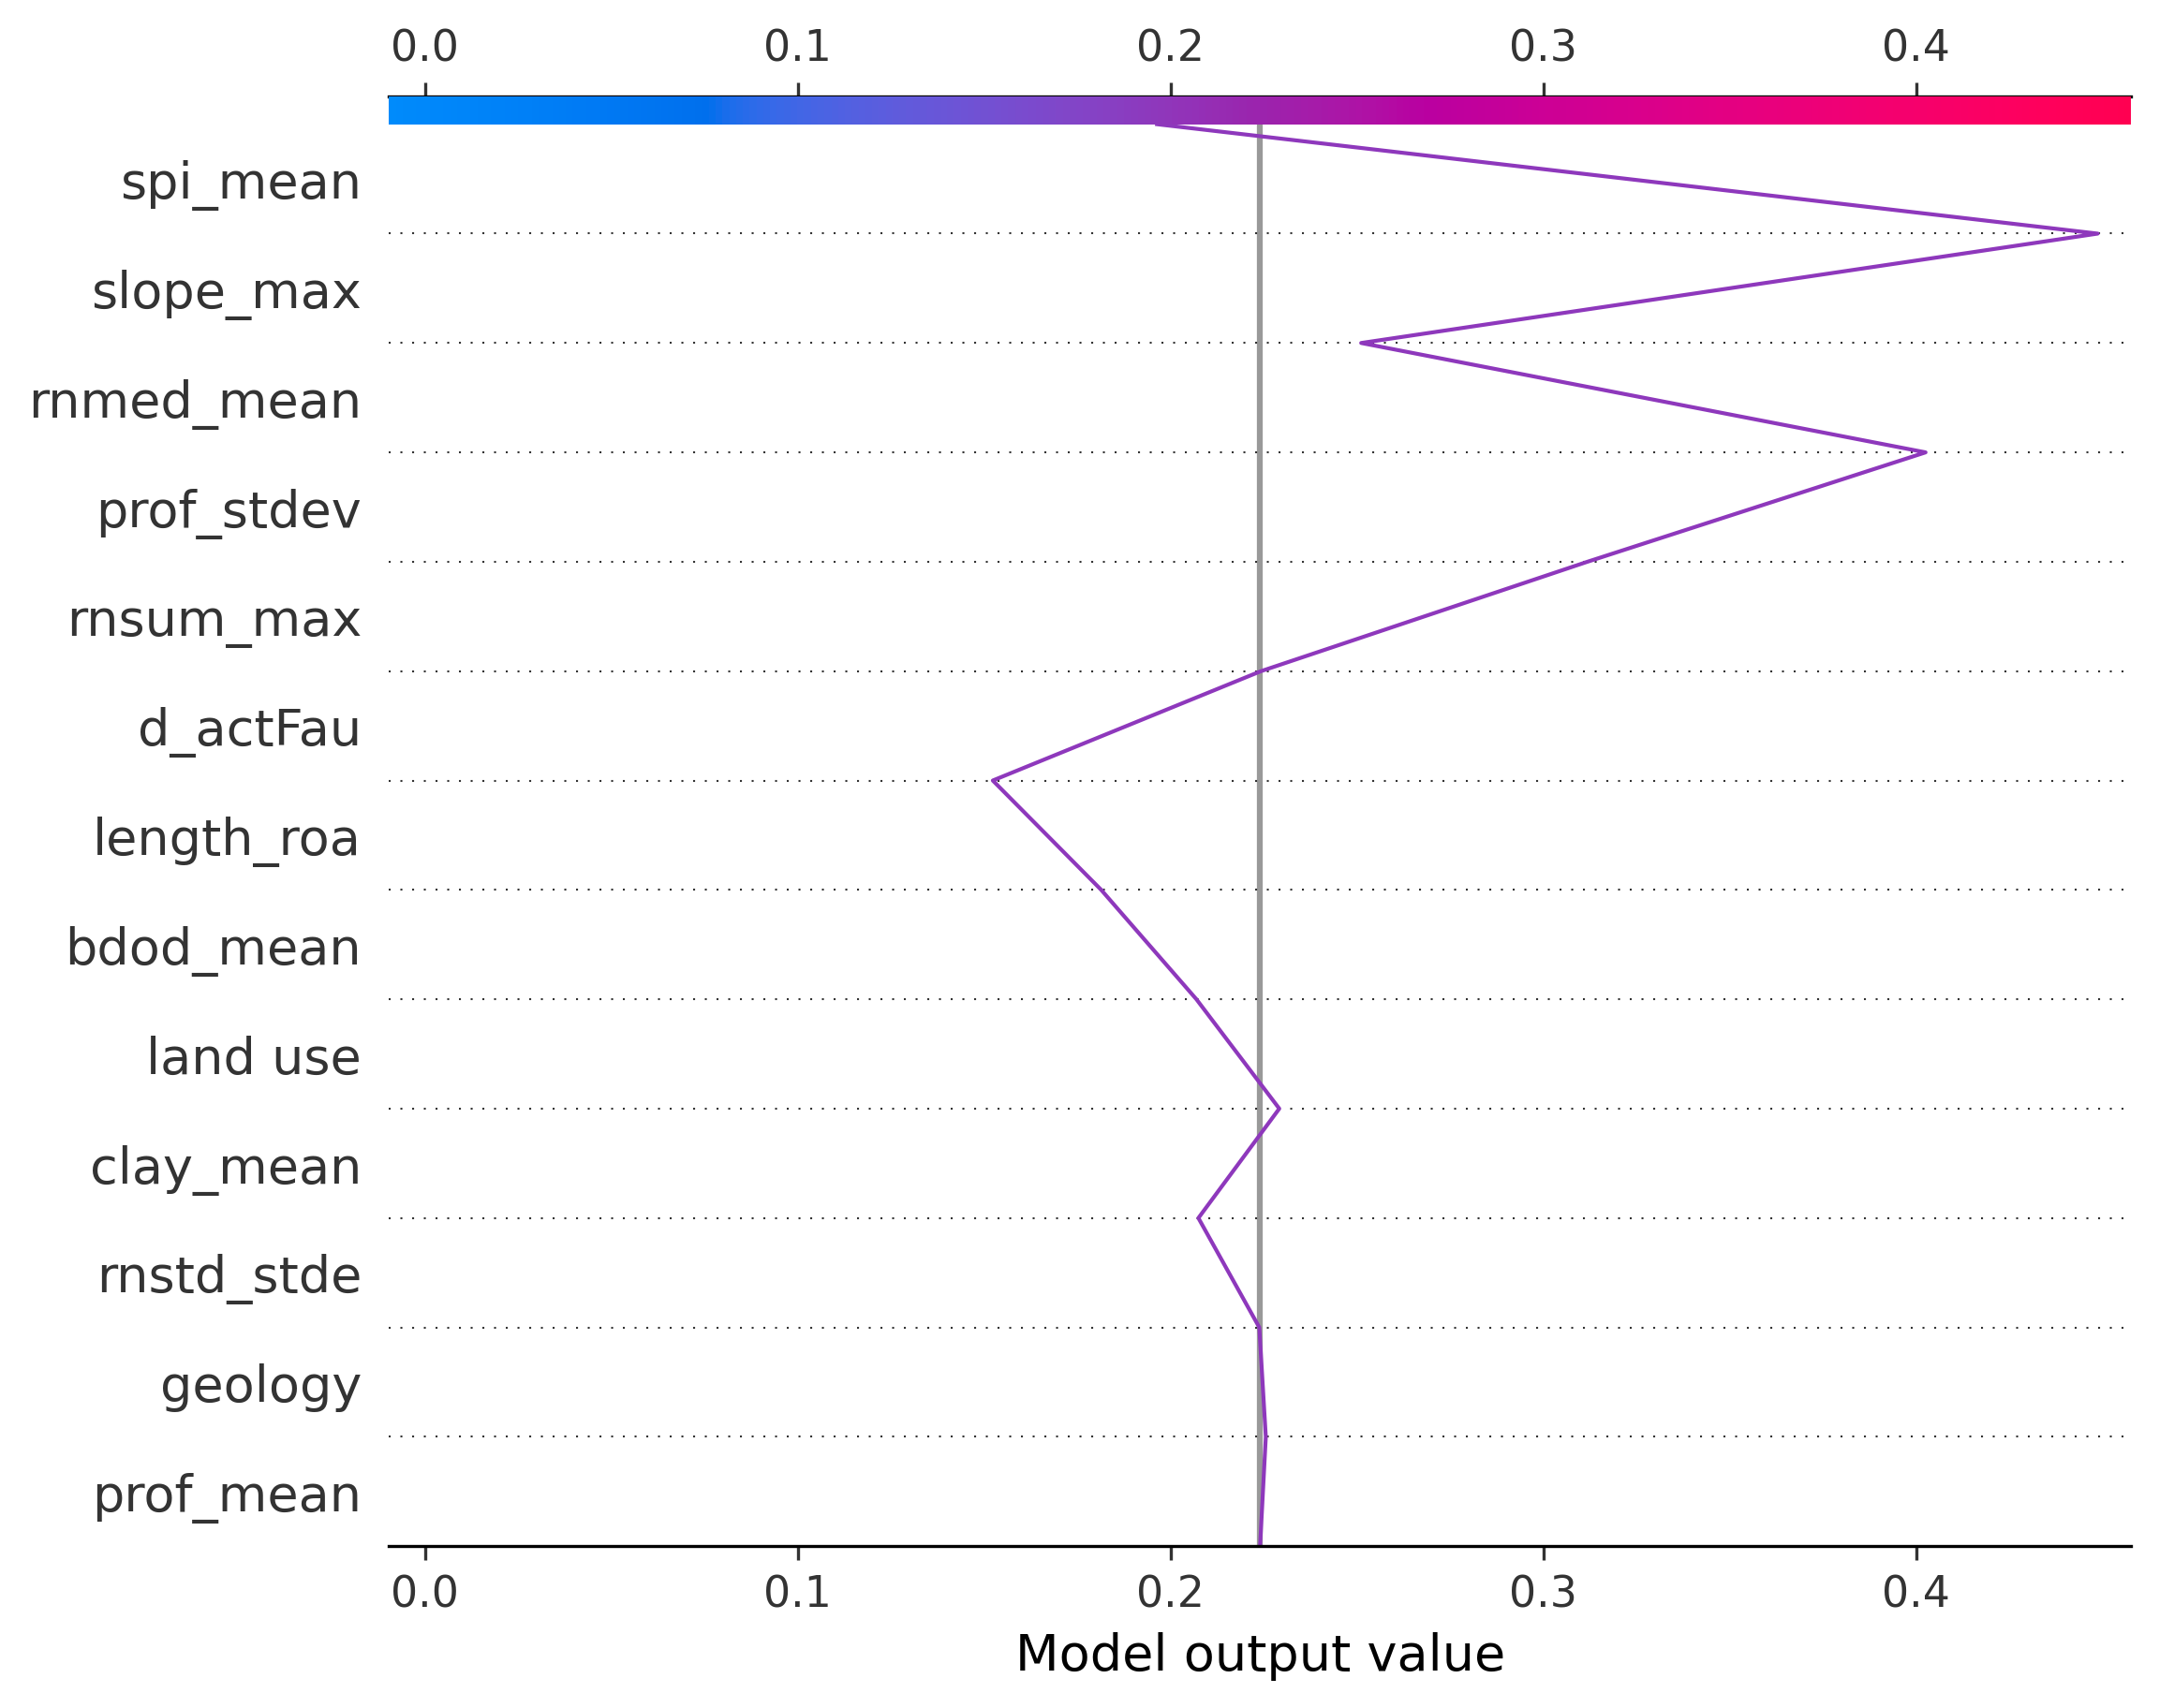 0.0 0.1 0.2 0.3 0.4
spi_mean
slope_max
rnmed_mean
prof_stdev
rnsum_max
d_actFau
length_roa
bdod_mean
land use
clay_mean
rnstd_stde
geology
prof_mean
0.0 0.1 0.2 0.3 0.4
Model output value